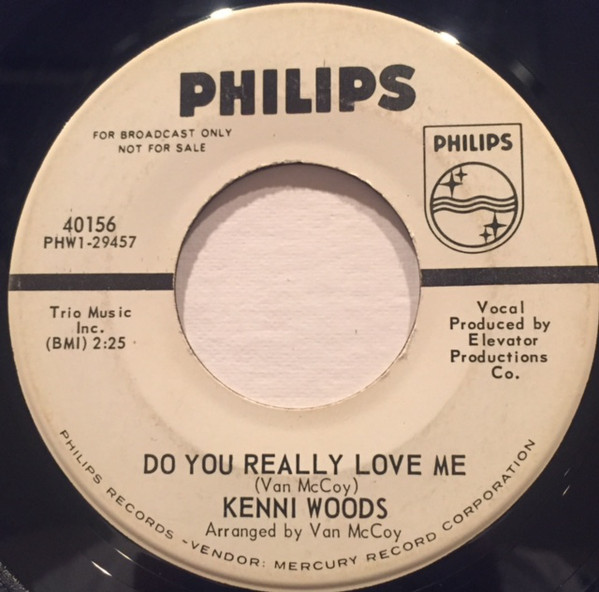 PHILIPS
FOR BROADCAST ONLY
NOT FOR SALE
PHILIPS
40156
PHW1-29457
Trio Music
Inc.
(BMI) 2:25
Vocal
Produced by
Elevator
Productions
Co.
DO YOU REALLY LOVE ME
(Van McCoy)
KENNI WOODS
Arranged by Van McCoy
PHILIPS RECORDS - VENDOR: MERCURY RECORD CORPORATION